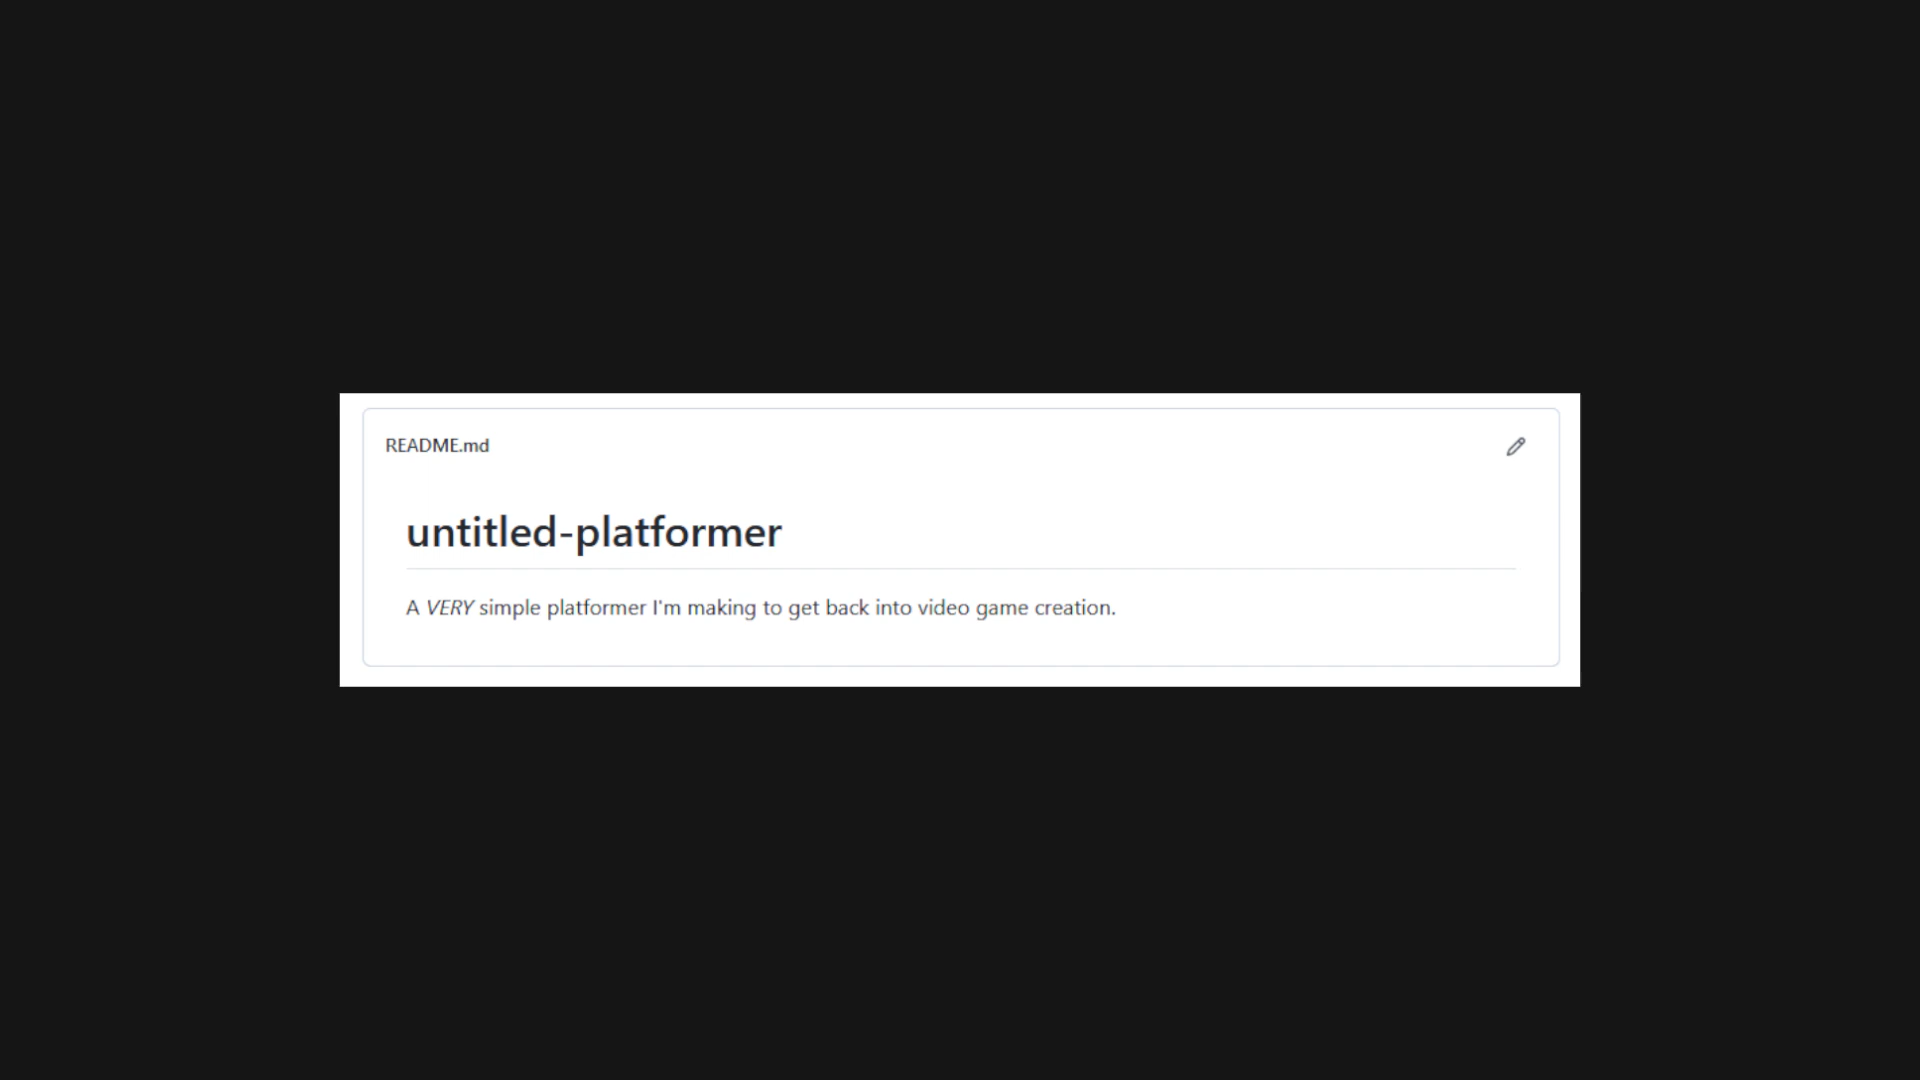 README.md
untitled-platformer
A VERY simple platformer I'm making to get back into video game creation.